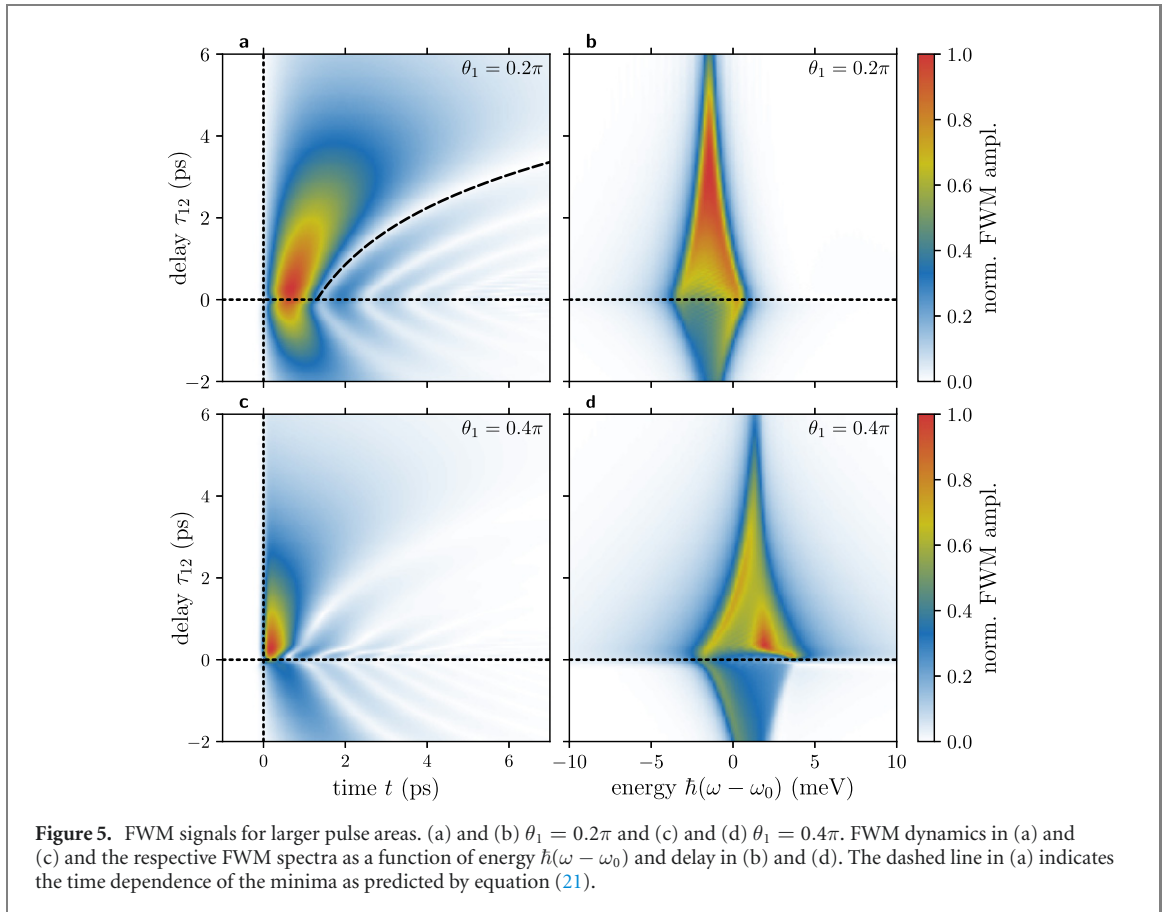 a
b
6
4
2
0
−2
delay τ₁₂ (ps)
θ₁ = 0.2π
θ₁ = 0.2π
1.0
0.8
0.6
0.4
0.2
0.0
norm. FWM ampl.
c
d
6
4
2
0
−2
delay τ₁₂ (ps)
θ₁ = 0.4π
θ₁ = 0.4π
1.0
0.8
0.6
0.4
0.2
0.0
norm. FWM ampl.
0 2 4 6
time t (ps)
−10 −5 0 5 10
energy ħ(ω − ω₀) (meV)
Figure 5. FWM signals for larger pulse areas. (a) and (b) θ₁ = 0.2π and (c) and (d) θ₁ = 0.4π. FWM dynamics in (a) and
(c) and the respective FWM spectra as a function of energy ħ(ω − ω₀) and delay in (b) and (d). The dashed line in (a) indicates
the time dependence of the minima as predicted by equation (21).